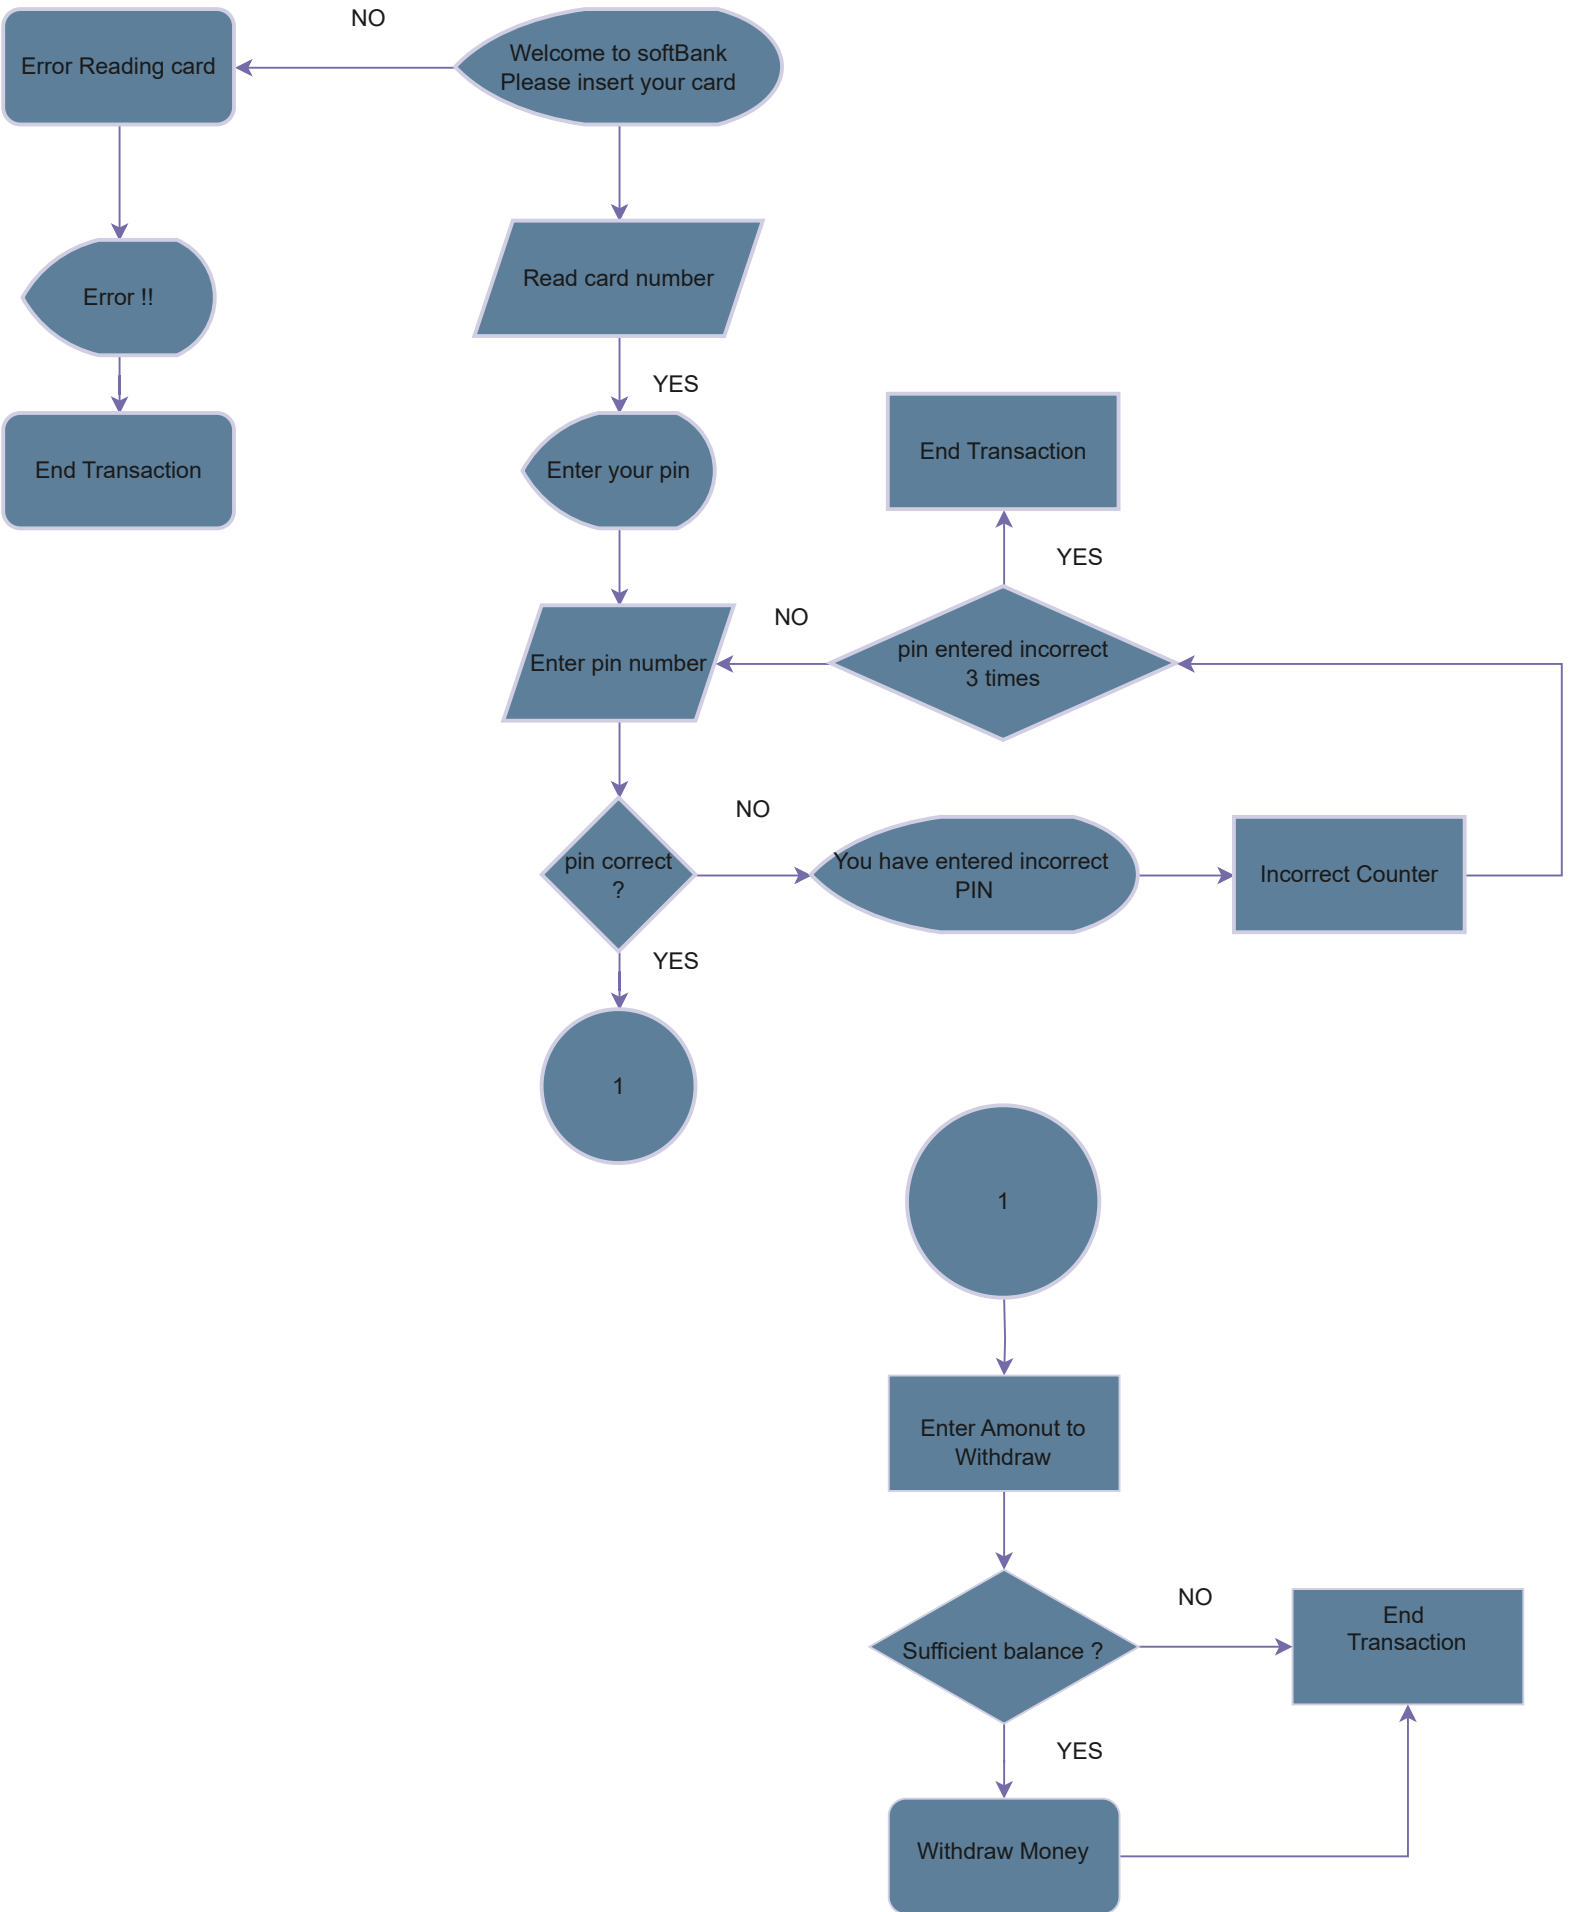 NO
Error Reading card
Welcome to softBank
Please insert your card
Error !!
Read card number
YES
End Transaction
Enter your pin
End Transaction
YES
NO
Enter pin number
pin entered incorrect
3 times
NO
pin correct
?
You have entered incorrect
PIN
Incorrect Counter
YES
1
1
Enter Amonut to
Withdraw
NO
Sufficient balance ?
End
Transaction
YES
Withdraw Money